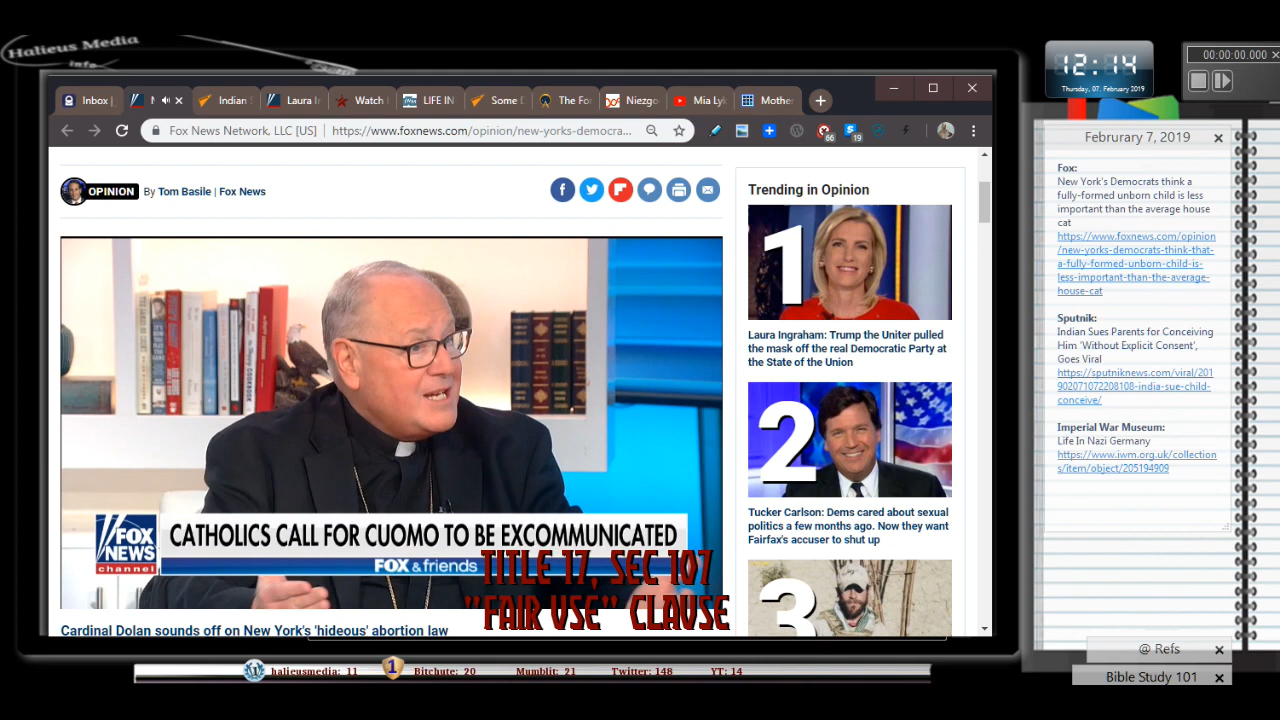 Halieus Media
info
Inbox |
Indian
Laura Ir
Watch
LIFE IN
Some D
The Fo
Niezgo
Mia Lyk
Mothe
Fox News Network, LLC [US] | https://www.foxnews.com/opinion/new-yorks-democra...
66
19
OPINION By Tom Basile | Fox News
CATHOLICS CALL FOR CUOMO TO BE EXCOMMUNICATED
FOX NEWS
channel
FOX & friends
TITLE 17, SEC 107
"FAIR USE" CLAUSE
Cardinal Dolan sounds off on New York's 'hideous' abortion law
Trending in Opinion
1
Laura Ingraham: Trump the Uniter pulled
the mask off the real Democratic Party at
the State of the Union
2
Tucker Carlson: Dems cared about sexual
politics a few months ago. Now they want
Fairfax's accuser to shut up
3
12:14
Thursday, 07. February 2019
00:00:00.000
Februrary 7, 2019
Fox:
New York's Democrats think a
fully-formed unborn child is less
important than the average house
cat
https://www.foxnews.com/opinion
/new-yorks-democrats-think-that-
a-fully-formed-unborn-child-is-
less-important-than-the-average-
house-cat
Sputnik:
Indian Sues Parents for Conceiving
Him 'Without Explicit Consent',
Goes Viral
https://sputniknews.com/viral/201
902071072208108-india-sue-child-
conceive/
Imperial War Museum:
Life In Nazi Germany
https://www.iwm.org.uk/collection
s/item/object/205194909
@ Refs
Bible Study 101
halieusmedia: 11
1
Bitchute: 20
Mumblit: 21
Twitter: 148
YT: 14